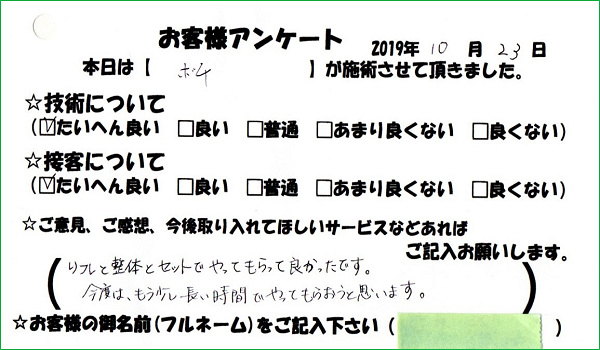 お客様アンケート 2019年 10 月 23 日
本日は【 】が施術させて頂きました。
☆技術について
(☑たいへん良い □良い □普通 □あまり良くない □良くない)
☆接客について
(☑たいへん良い □良い □普通 □あまり良くない □良くない)
☆ご意見、ご感想、今後取り入れてほしいサービスなどあれば
ご記入お願いします。
(リフレと整体とセットでやってもらって良かったです。
今度は、もう少し長い時間でやってもらおうと思います。)
☆お客様の御名前(フルネーム)をご記入下さい( )